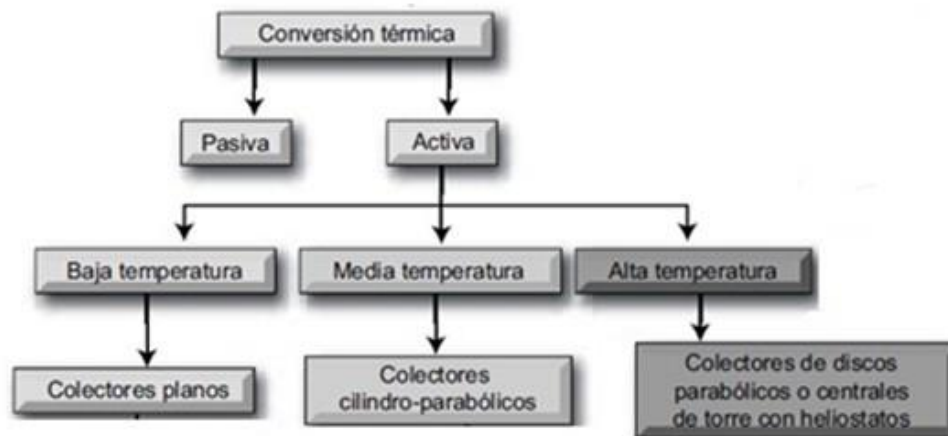 Conversión térmica
Pasiva
Activa
Baja temperatura
Media temperatura
Alta temperatura
Colectores planos
Colectores
cilindro-parabólicos
Colectores de discos
parabólicos o centrales
de torre con heliostatos